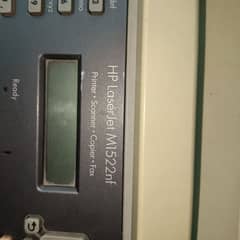 HP LaserJet M1522nf
Printer • Scanner • Copier • Fax
Ready